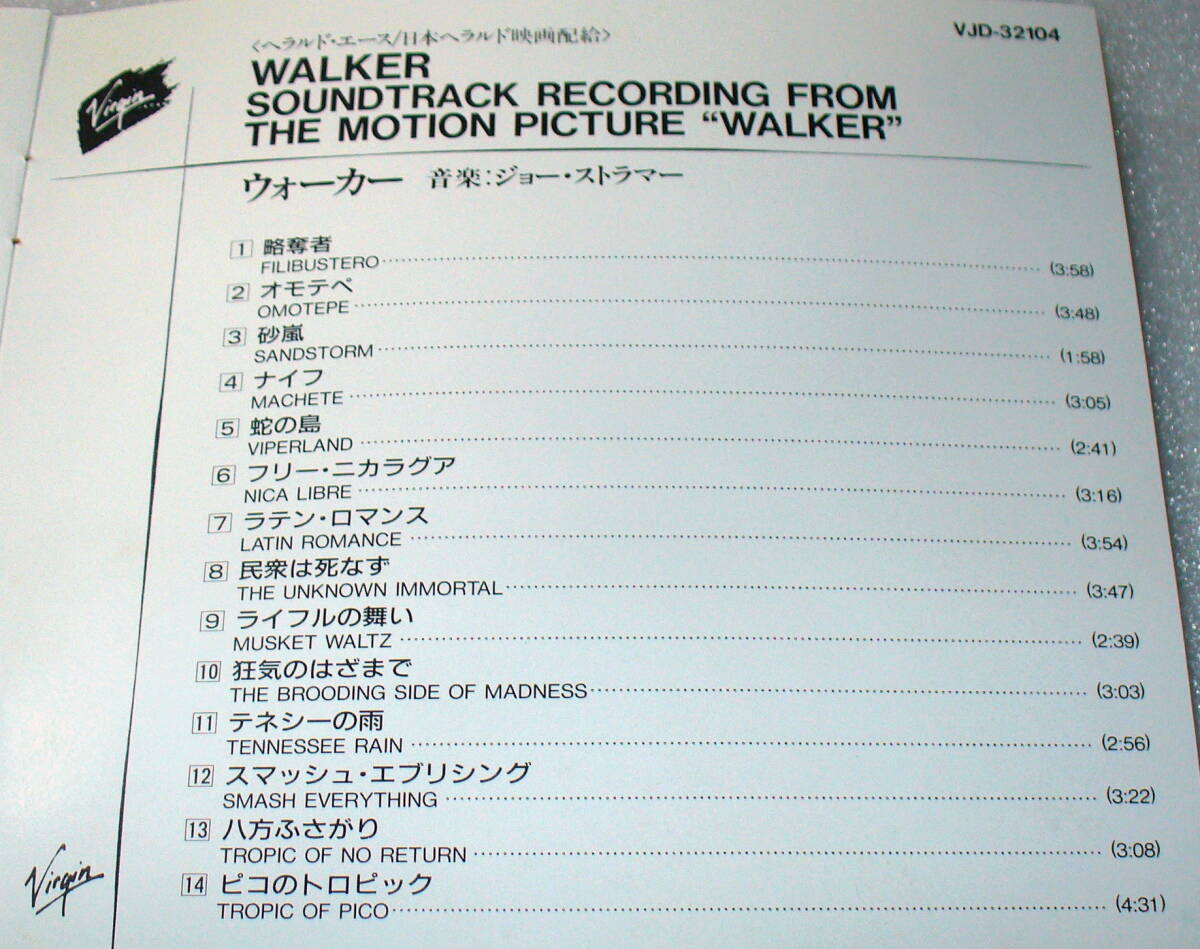 〈ヘラルド・エース/日本ヘラルド映画配給〉
VJD-32104
Virgin
WALKER
SOUNDTRACK RECORDING FROM
THE MOTION PICTURE “WALKER”
ウォーカー 音楽:ジョー・ストラマー
1 略奪者
FILIBUSTERO (3:58)
2 オモテペ
OMOTEPE (3:48)
3 砂嵐
SANDSTORM (1:58)
4 ナイフ
MACHETE (3:05)
5 蛇の島
VIPERLAND (2:41)
6 フリー・ニカラグア
NICA LIBRE (3:16)
7 ラテン・ロマンス
LATIN ROMANCE (3:54)
8 民衆は死なず
THE UNKNOWN IMMORTAL (3:47)
9 ライフルの舞い
MUSKET WALTZ (2:39)
10 狂気のはざまで
THE BROODING SIDE OF MADNESS (3:03)
11 テネシーの雨
TENNESSEE RAIN (2:56)
12 スマッシュ・エブリシング
SMASH EVERYTHING (3:22)
13 八方ふさがり
TROPIC OF NO RETURN (3:08)
14 ピコのトロピック
TROPIC OF PICO (4:31)
Virgin